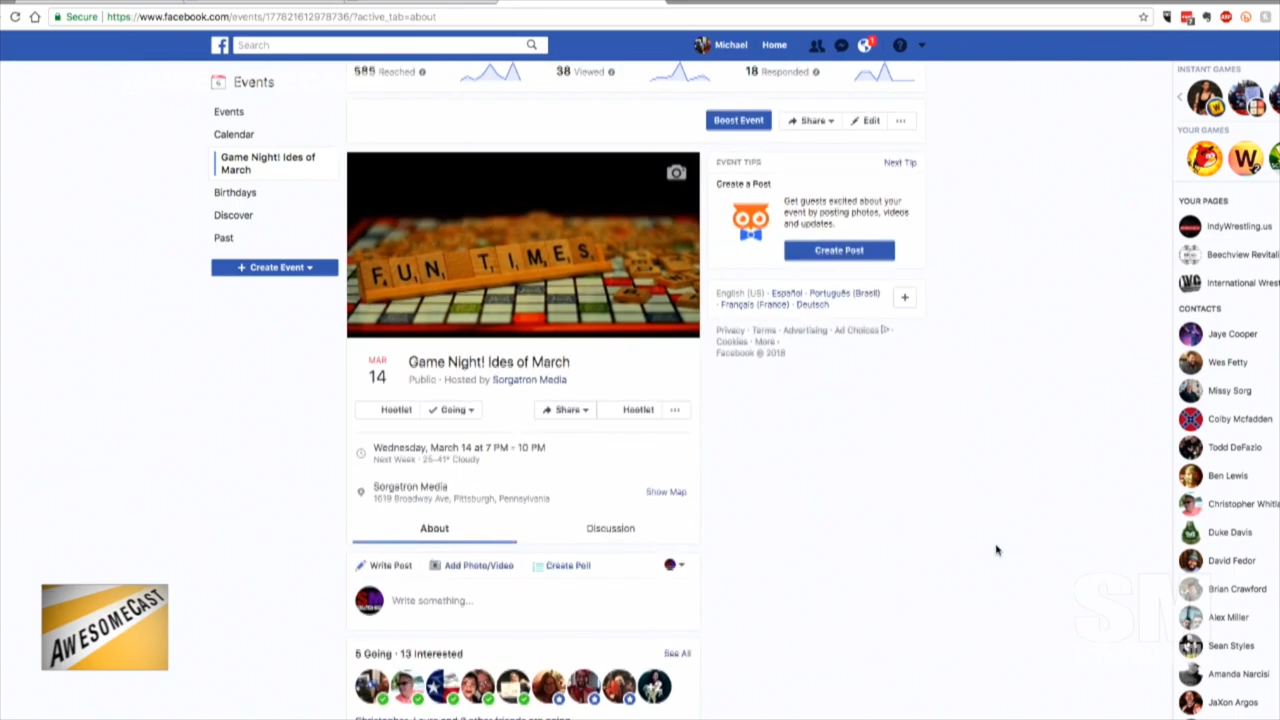 Secure
https://www.facebook.com/events/177821612978736/?active_tab=about
Search
Michael
Home
1
Events
585 Reached
38 Viewed
18 Responded
Boost Event
Share
Edit
Events
Calendar
Game Night! Ides of
March
Birthdays
Discover
Past
+ Create Event
FUN TIMES
EVENT TIPS
Next Tip
Create a Post
Get guests excited about your
event by posting photos, videos
and updates.
Create Post
English (US) · Español · Português (Brasil)
· Français (France) · Deutsch
Privacy · Terms · Advertising · Ad Choices
Cookies · More
Facebook © 2018
MAR
14
Game Night! Ides of March
Public · Hosted by Sorgatron Media
Hootlet
Going
Share
Hootlet
Wednesday, March 14 at 7 PM - 10 PM
Next Week · 25–41° Cloudy
Sorgatron Media
1619 Broadway Ave, Pittsburgh, Pennsylvania
Show Map
About
Discussion
Write Post
Add Photo/Video
Create Poll
Write something...
5 Going · 13 Interested
See All
INSTANT GAMES
YOUR GAMES
W
YOUR PAGES
IndyWrestling.us
Beechview Revitali
International Wrest
CONTACTS
Jaye Cooper
Wes Fetty
Missy Sorg
Colby Mcfadden
Todd DeFazio
Ben Lewis
Christopher Whitl
Duke Davis
David Fedor
Brian Crawford
Alex Miller
Sean Styles
Amanda Narcisi
JaXon Argos
AWESOMECAST
SM